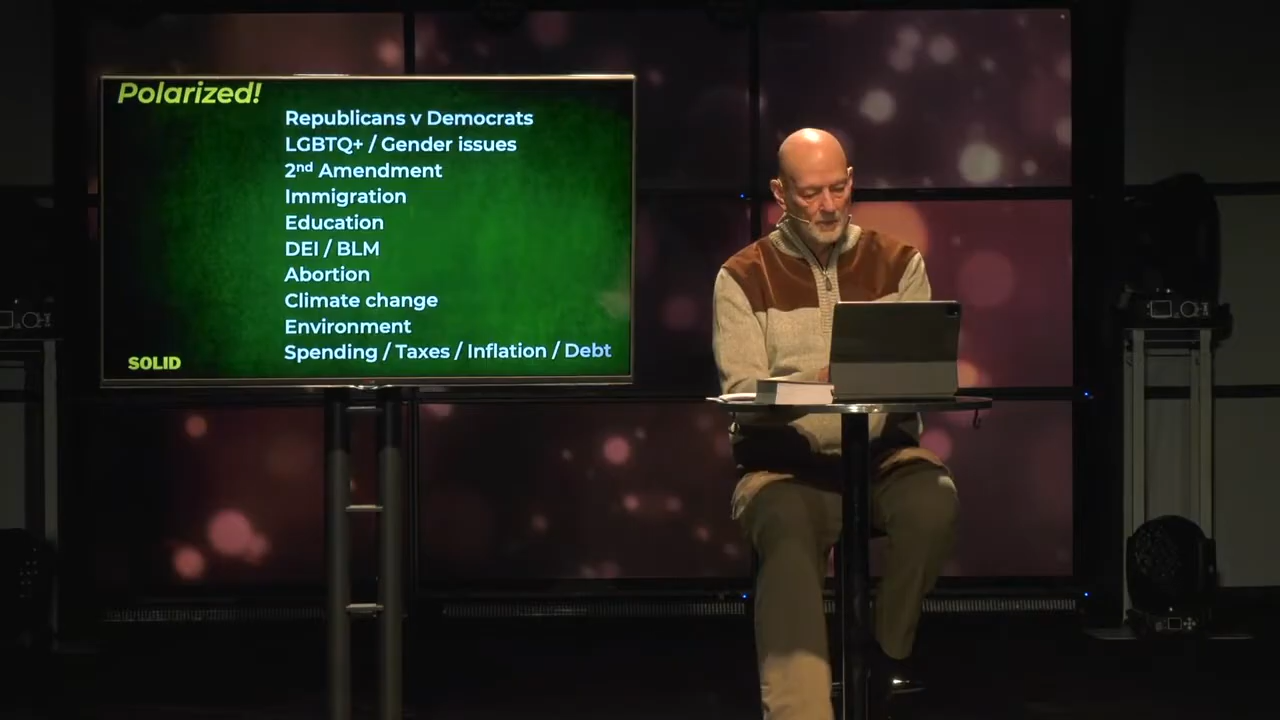 Polarized!
Republicans v Democrats
LGBTQ+ / Gender issues
2nd Amendment
Immigration
Education
DEI / BLM
Abortion
Climate change
Environment
Spending / Taxes / Inflation / Debt
SOLID